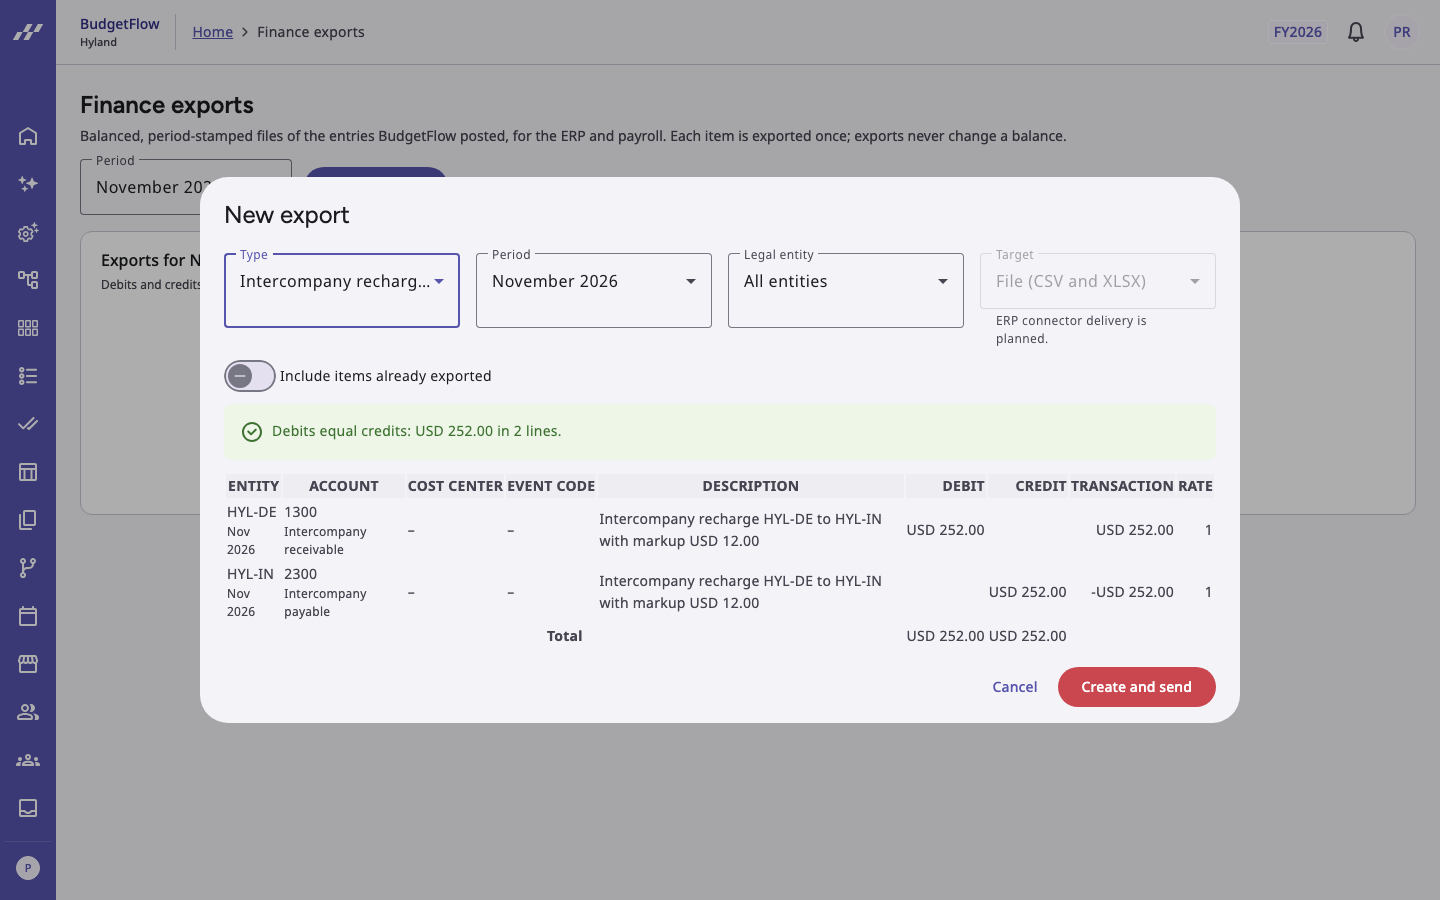 BudgetFlow
Hyland
Home
Finance exports
FY2026
PR
Finance exports
Balanced, period-stamped files of the entries BudgetFlow posted, for the ERP and payroll. Each item is exported once; exports never change a balance.
Period
November 202
Exports for N
Debits and credits
New export
Type
Intercompany recharg...
Period
November 2026
Legal entity
All entities
Target
File (CSV and XLSX)
ERP connector delivery is
planned.
Include items already exported
Debits equal credits: USD 252.00 in 2 lines.
ENTITY ACCOUNT COST CENTER EVENT CODE DESCRIPTION DEBIT CREDIT TRANSACTION RATE
HYL-DE
Nov
2026
1300
Intercompany
receivable
–
–
Intercompany recharge HYL-DE to HYL-IN
with markup USD 12.00
USD 252.00
USD 252.00
1
HYL-IN
Nov
2026
2300
Intercompany
payable
–
–
Intercompany recharge HYL-DE to HYL-IN
with markup USD 12.00
USD 252.00
-USD 252.00
1
Total USD 252.00 USD 252.00
Cancel
Create and send
P